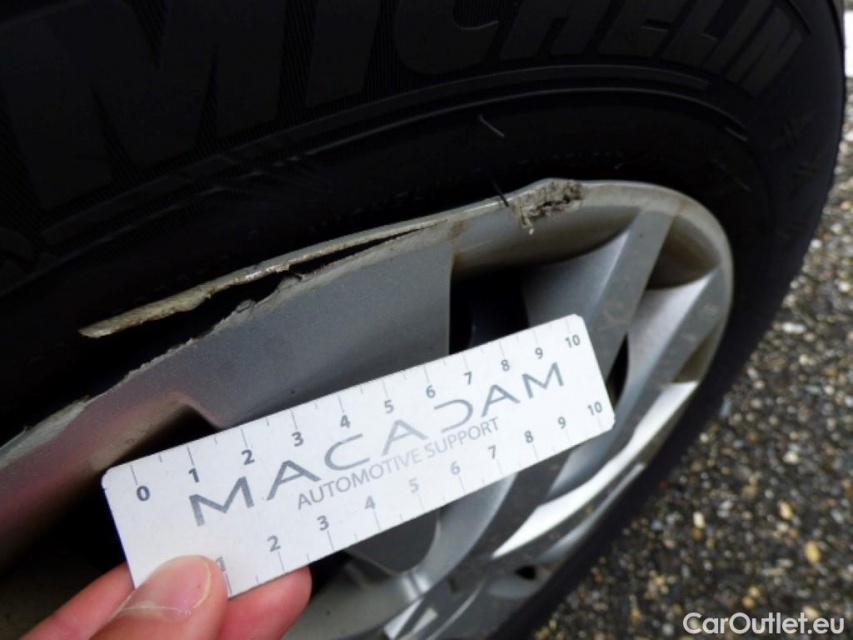 MICHELIN
0 1 2 3 4 5 6 7 8 9 10
MACADAM
AUTOMOTIVE SUPPORT
1 2 3 4 5 6 7 8 9 10
CarOutlet.eu